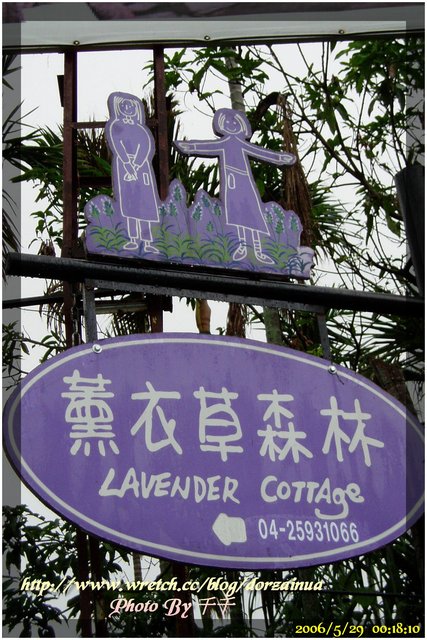 薰衣草森林
LAVENDER COTTAge
04-25931066
http://www.wretch.cc/blog/dorzainua
Photo By 千千
2006/5/29 00:18:10